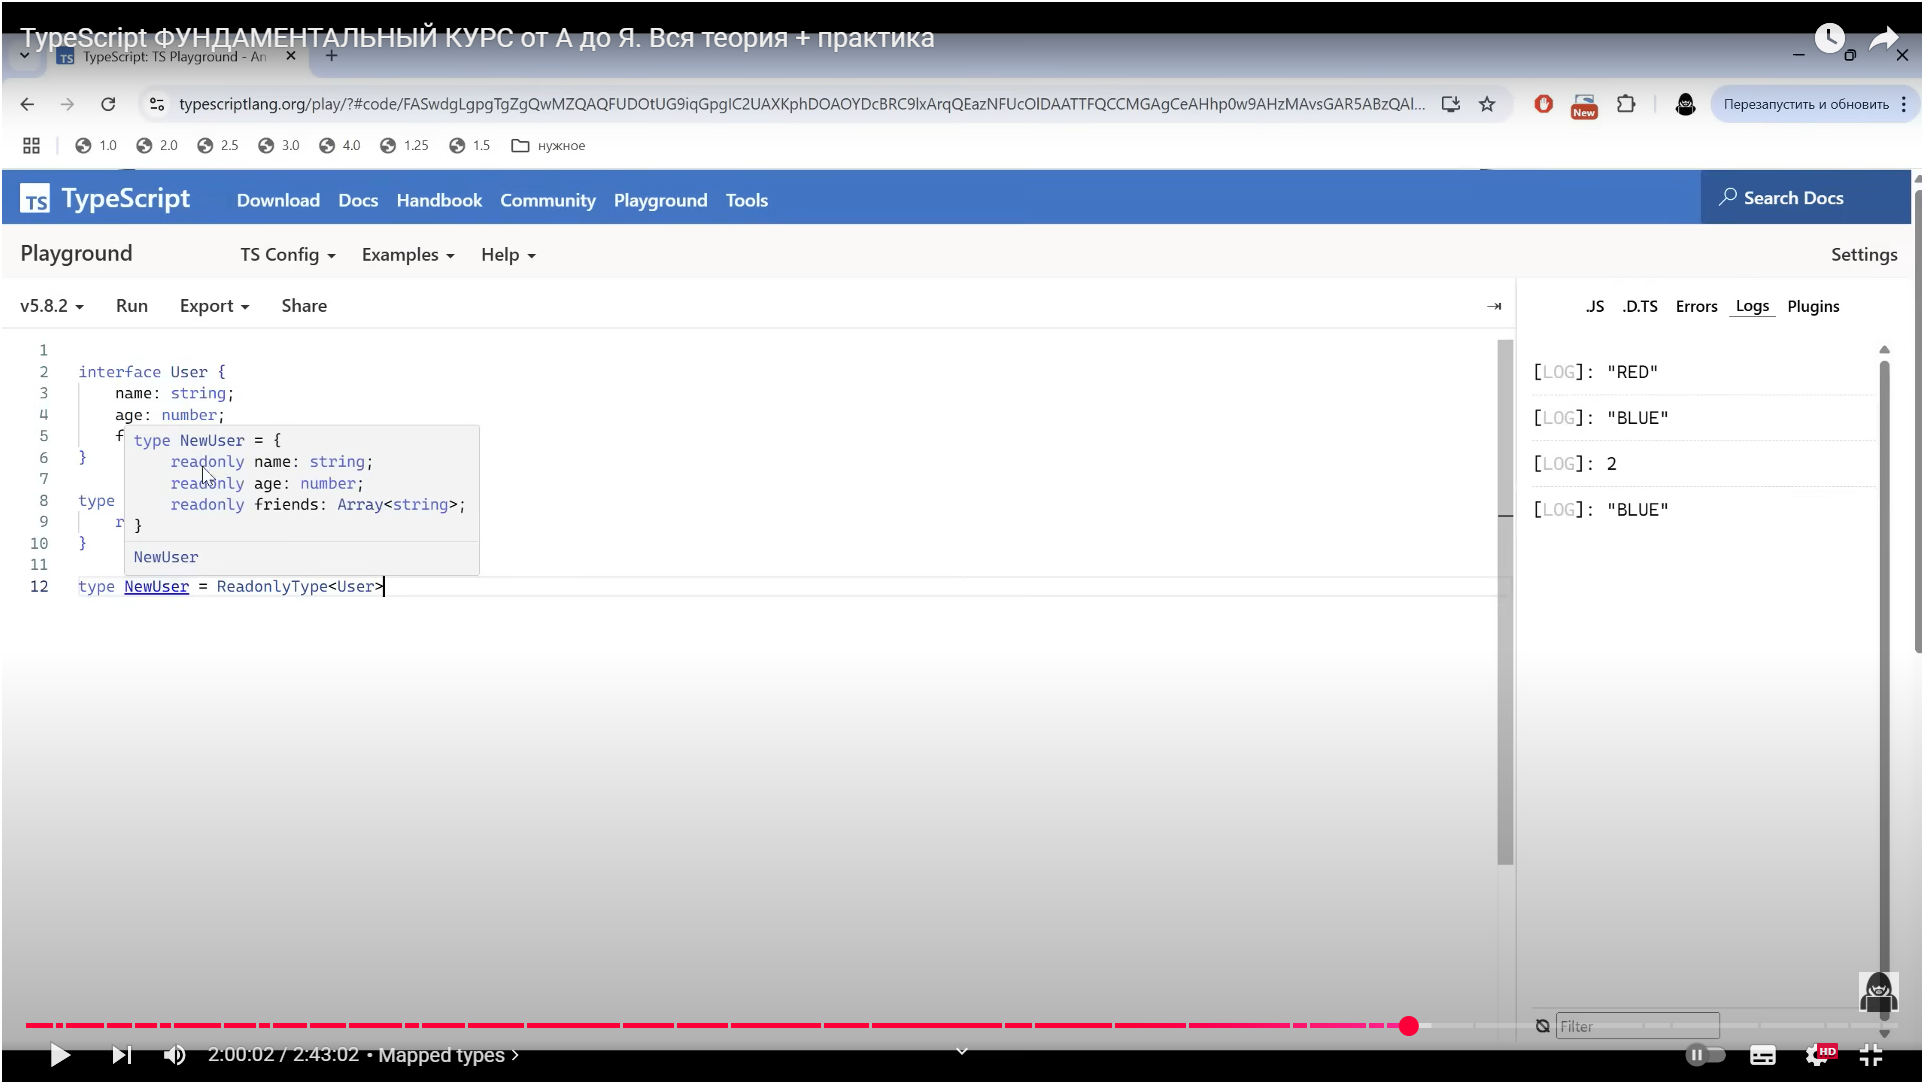 TypeScript ФУНДАМЕНТАЛЬНЫЙ КУРС от А до Я. Вся теория + практика
TypeScript: TS Playground - An
typescriptlang.org/play/?#code/FASwdgLgpgTgZgQwMZQAQFUDOtUG9iqGpgIC2UAXKphDOAOYDcBRC9lxArqQEazNFUcOlDAATTFQCCMGAgCeAHhp0w9AHzMAvsGAR5ABzQAl...
New
Перезапустить и обновить
1.0
2.0
2.5
3.0
4.0
1.25
1.5
нужное
TS TypeScript
Download
Docs
Handbook
Community
Playground
Tools
Search Docs
Playground
TS Config
Examples
Help
Settings
v5.8.2
Run
Export
Share
.JS
.D.TS
Errors
Logs
Plugins
1
2 interface User {
3 name: string;
4 age: number;
5 f
6 }
7
8 type
9 r
10 }
11
12 type NewUser = ReadonlyType<User>
type NewUser = {
readonly name: string;
readonly age: number;
readonly friends: Array<string>;
}
NewUser
[LOG]: "RED"
[LOG]: "BLUE"
[LOG]: 2
[LOG]: "BLUE"
Filter
2:00:02 / 2:43:02 • Mapped types
HD